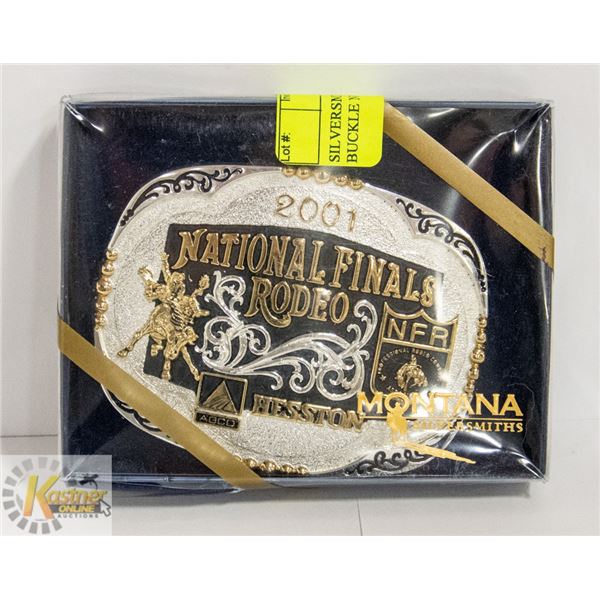 Lot #:
SILVERSM
BUCKLE
2001
NATIONAL FINALS
RODEO
NFR
AGCO
HESSTON
MONTANA
SILVERSMITHS
Kastner
ONLINE
AUCTIONS